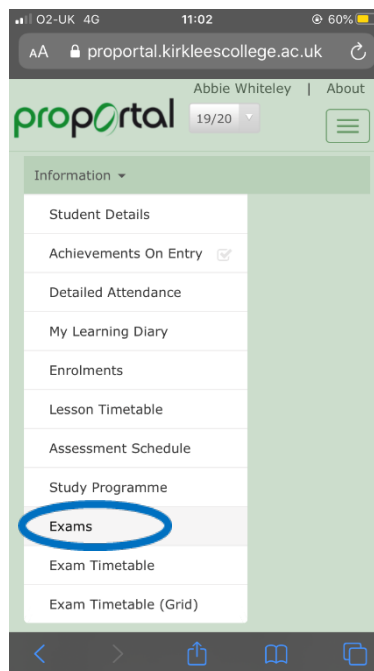 O2-UK 4G 11:02 60%
AA proportal.kirkleescollege.ac.uk
Abbie Whiteley | About
proportal 19/20
Information
Student Details
Achievements On Entry
Detailed Attendance
My Learning Diary
Enrolments
Lesson Timetable
Assessment Schedule
Study Programme
Exams
Exam Timetable
Exam Timetable (Grid)